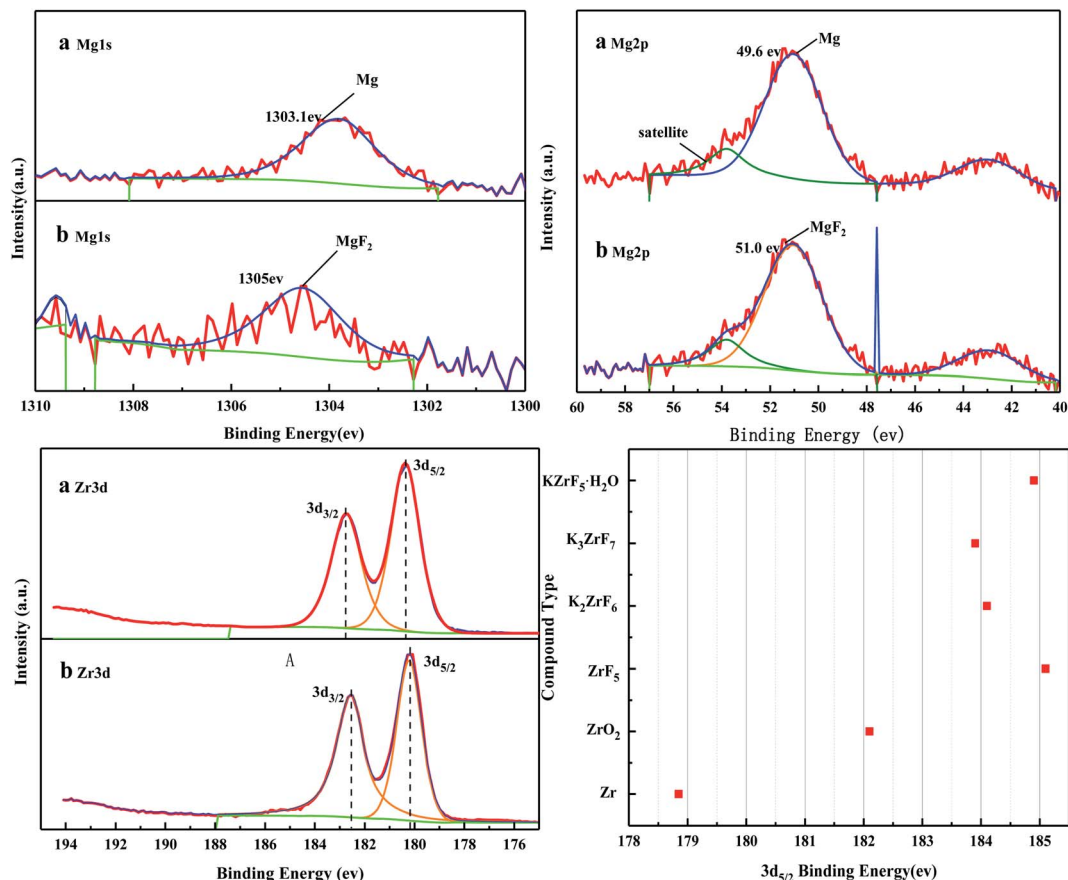 a Mg1s
Mg
1303.1ev
b Mg1s
MgF₂
1305ev
Intensity(a.u.)
1310 1308 1306 1304 1302 1300
Binding Energy(ev)
a Mg2p
49.6 ev
Mg
satellite
b Mg2p
MgF₂
51.0 ev
Intensity (a.u.)
60 56 52 50 48 44 42 40
Binding Energy (ev)
a Zr3d
3d₃/₂
3d₅/₂
A
b Zr3d
3d₃/₂
3d₅/₂
Intensity (a.u.)
194 192 190 188 186 184 182 180 178 176
Binding Energy (ev)
Compound Type
KZrF₅·H₂O
K₃ZrF₇
K₂ZrF₆
ZrF₅
ZrO₂
Zr
178 179 180 181 182 183 184 185
3d₅/₂ Binding Energy(ev)